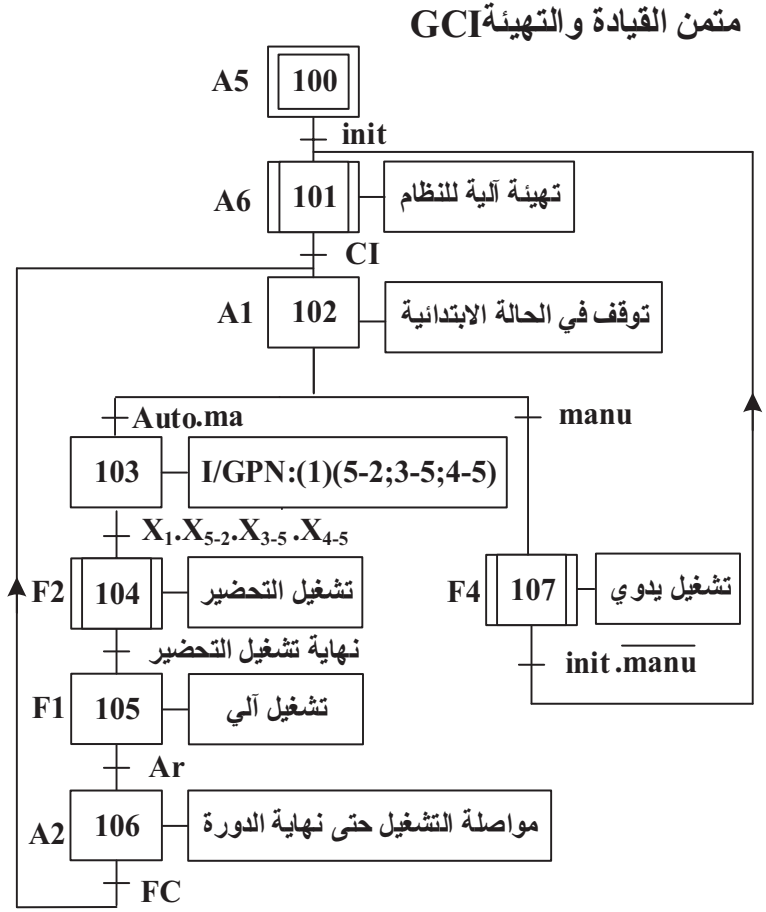 متمن القيادة والتهيئة GCI
A5 100
init
A6 101 تهيئة آلية للنظام
CI
A1 102 توقف في الحالة الابتدائية
Auto.ma manu
103 I/GPN:(1)(5-2;3-5;4-5)
X₁.X₅₋₂.X₃₋₅.X₄₋₅
F2 104 تشغيل التحضير F4 107 تشغيل يدوي
نهاية تشغيل التحضير init.m̅a̅n̅u̅
F1 105 تشغيل آلي
Ar
A2 106 مواصلة التشغيل حتى نهاية الدورة
FC